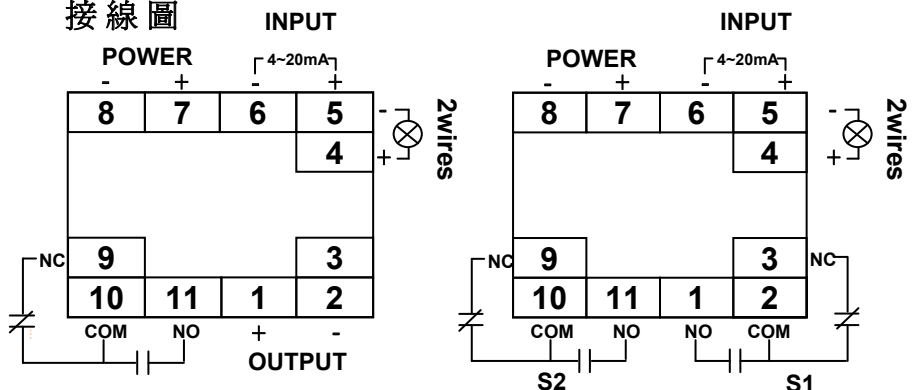 接線圖
INPUT
POWER
4~20mA
- + - +
8 7 6 5
4
- +
2wires
NC 9 3
10 11 1 2
COM NO + -
OUTPUT
INPUT
POWER
4~20mA
- + - +
8 7 6 5
4
- +
2wires
NC 9 3 NC
10 11 1 2
COM NO NO COM
S2 S1